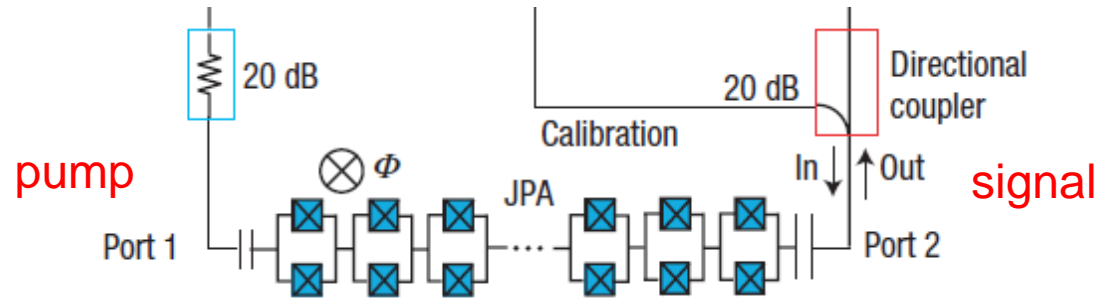 20 dB
20 dB
Directional
coupler
Calibration
pump
Φ
JPA
In
Out
signal
Port 1
...
Port 2